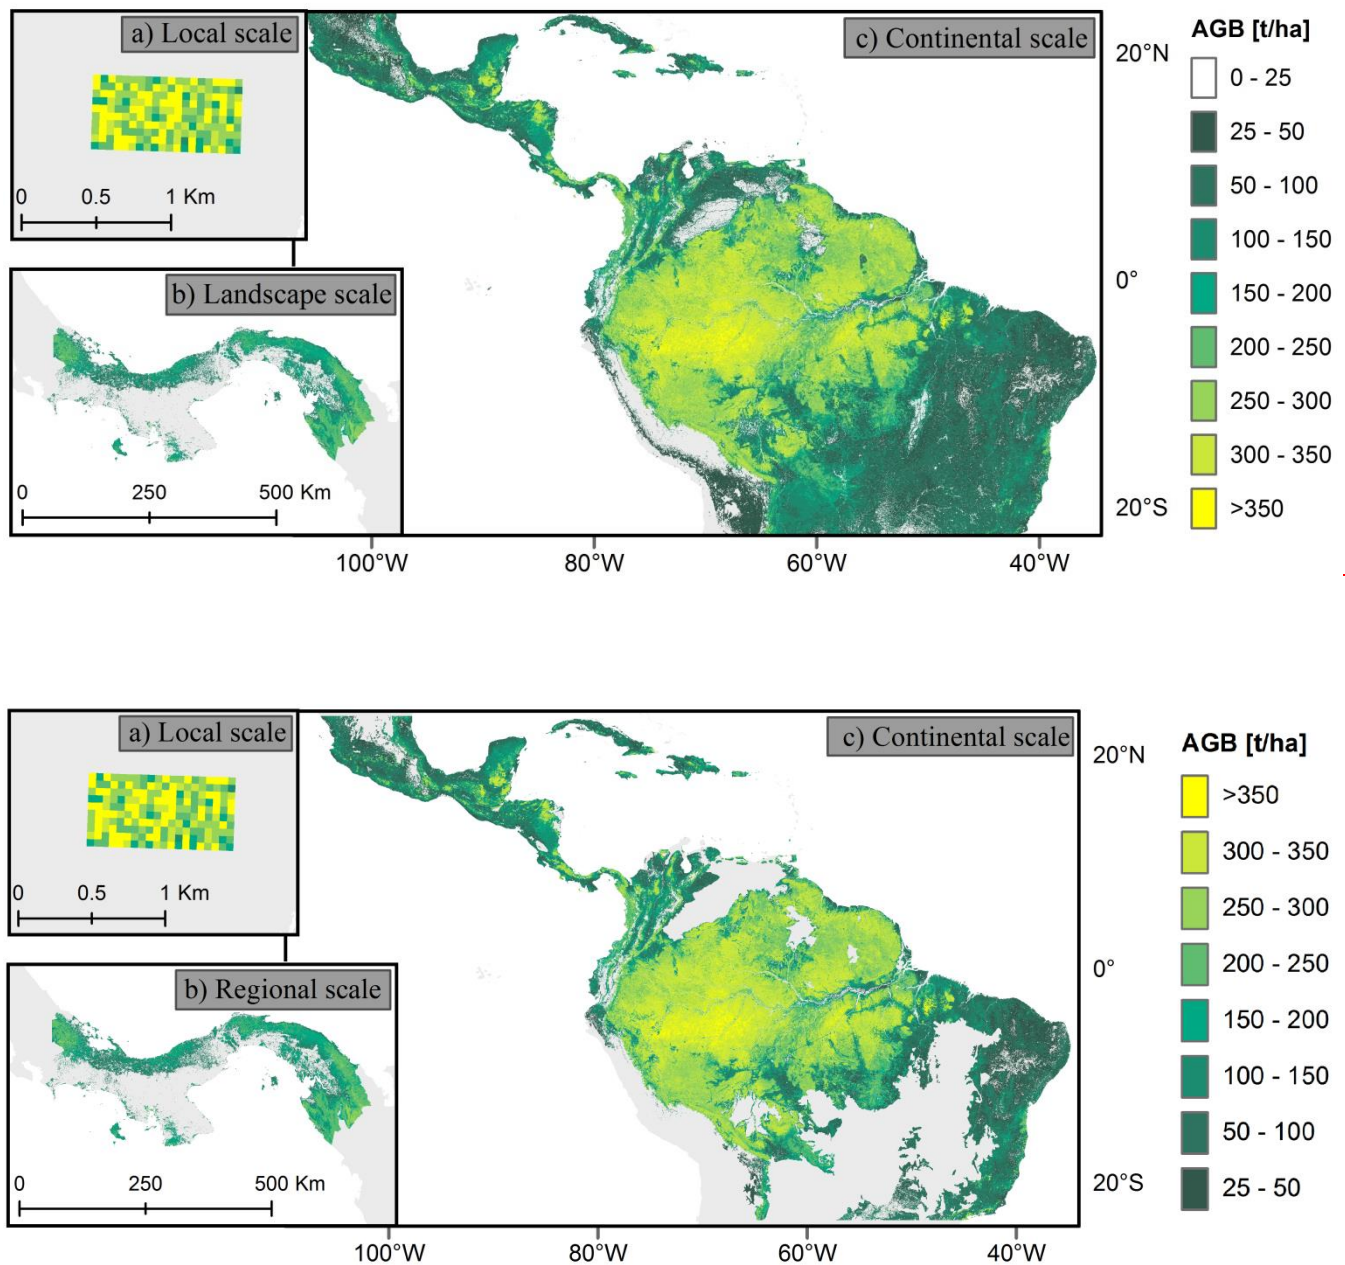 a) Local scale
0 0.5 1 Km
b) Landscape scale
0 250 500 Km
c) Continental scale
20°N
0°
20°S
100°W 80°W 60°W 40°W
AGB [t/ha]
0 - 25
25 - 50
50 - 100
100 - 150
150 - 200
200 - 250
250 - 300
300 - 350
>350
a) Local scale
0 0.5 1 Km
b) Regional scale
0 250 500 Km
c) Continental scale
20°N
0°
20°S
100°W 80°W 60°W 40°W
AGB [t/ha]
>350
300 - 350
250 - 300
200 - 250
150 - 200
100 - 150
50 - 100
25 - 50